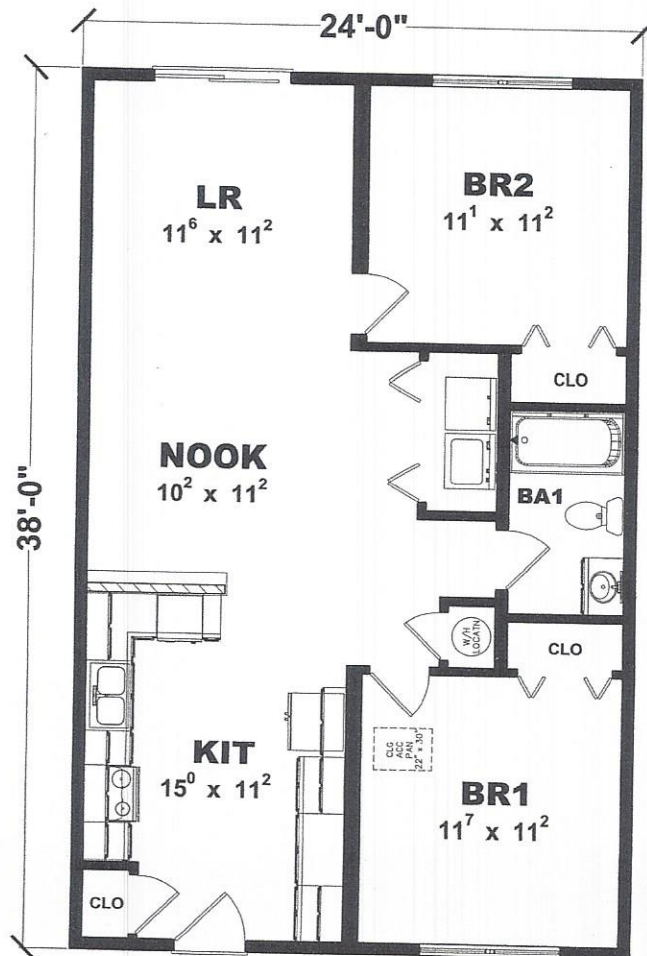 24'-0"
38'-0"
LR
11⁶ x 11²
BR2
11¹ x 11²
CLO
NOOK
10² x 11²
BA1
W/H
LOCATN
CLO
KIT
15⁰ x 11²
CLG
ACC
PAN
22" x 30"
BR1
11⁷ x 11²
CLO